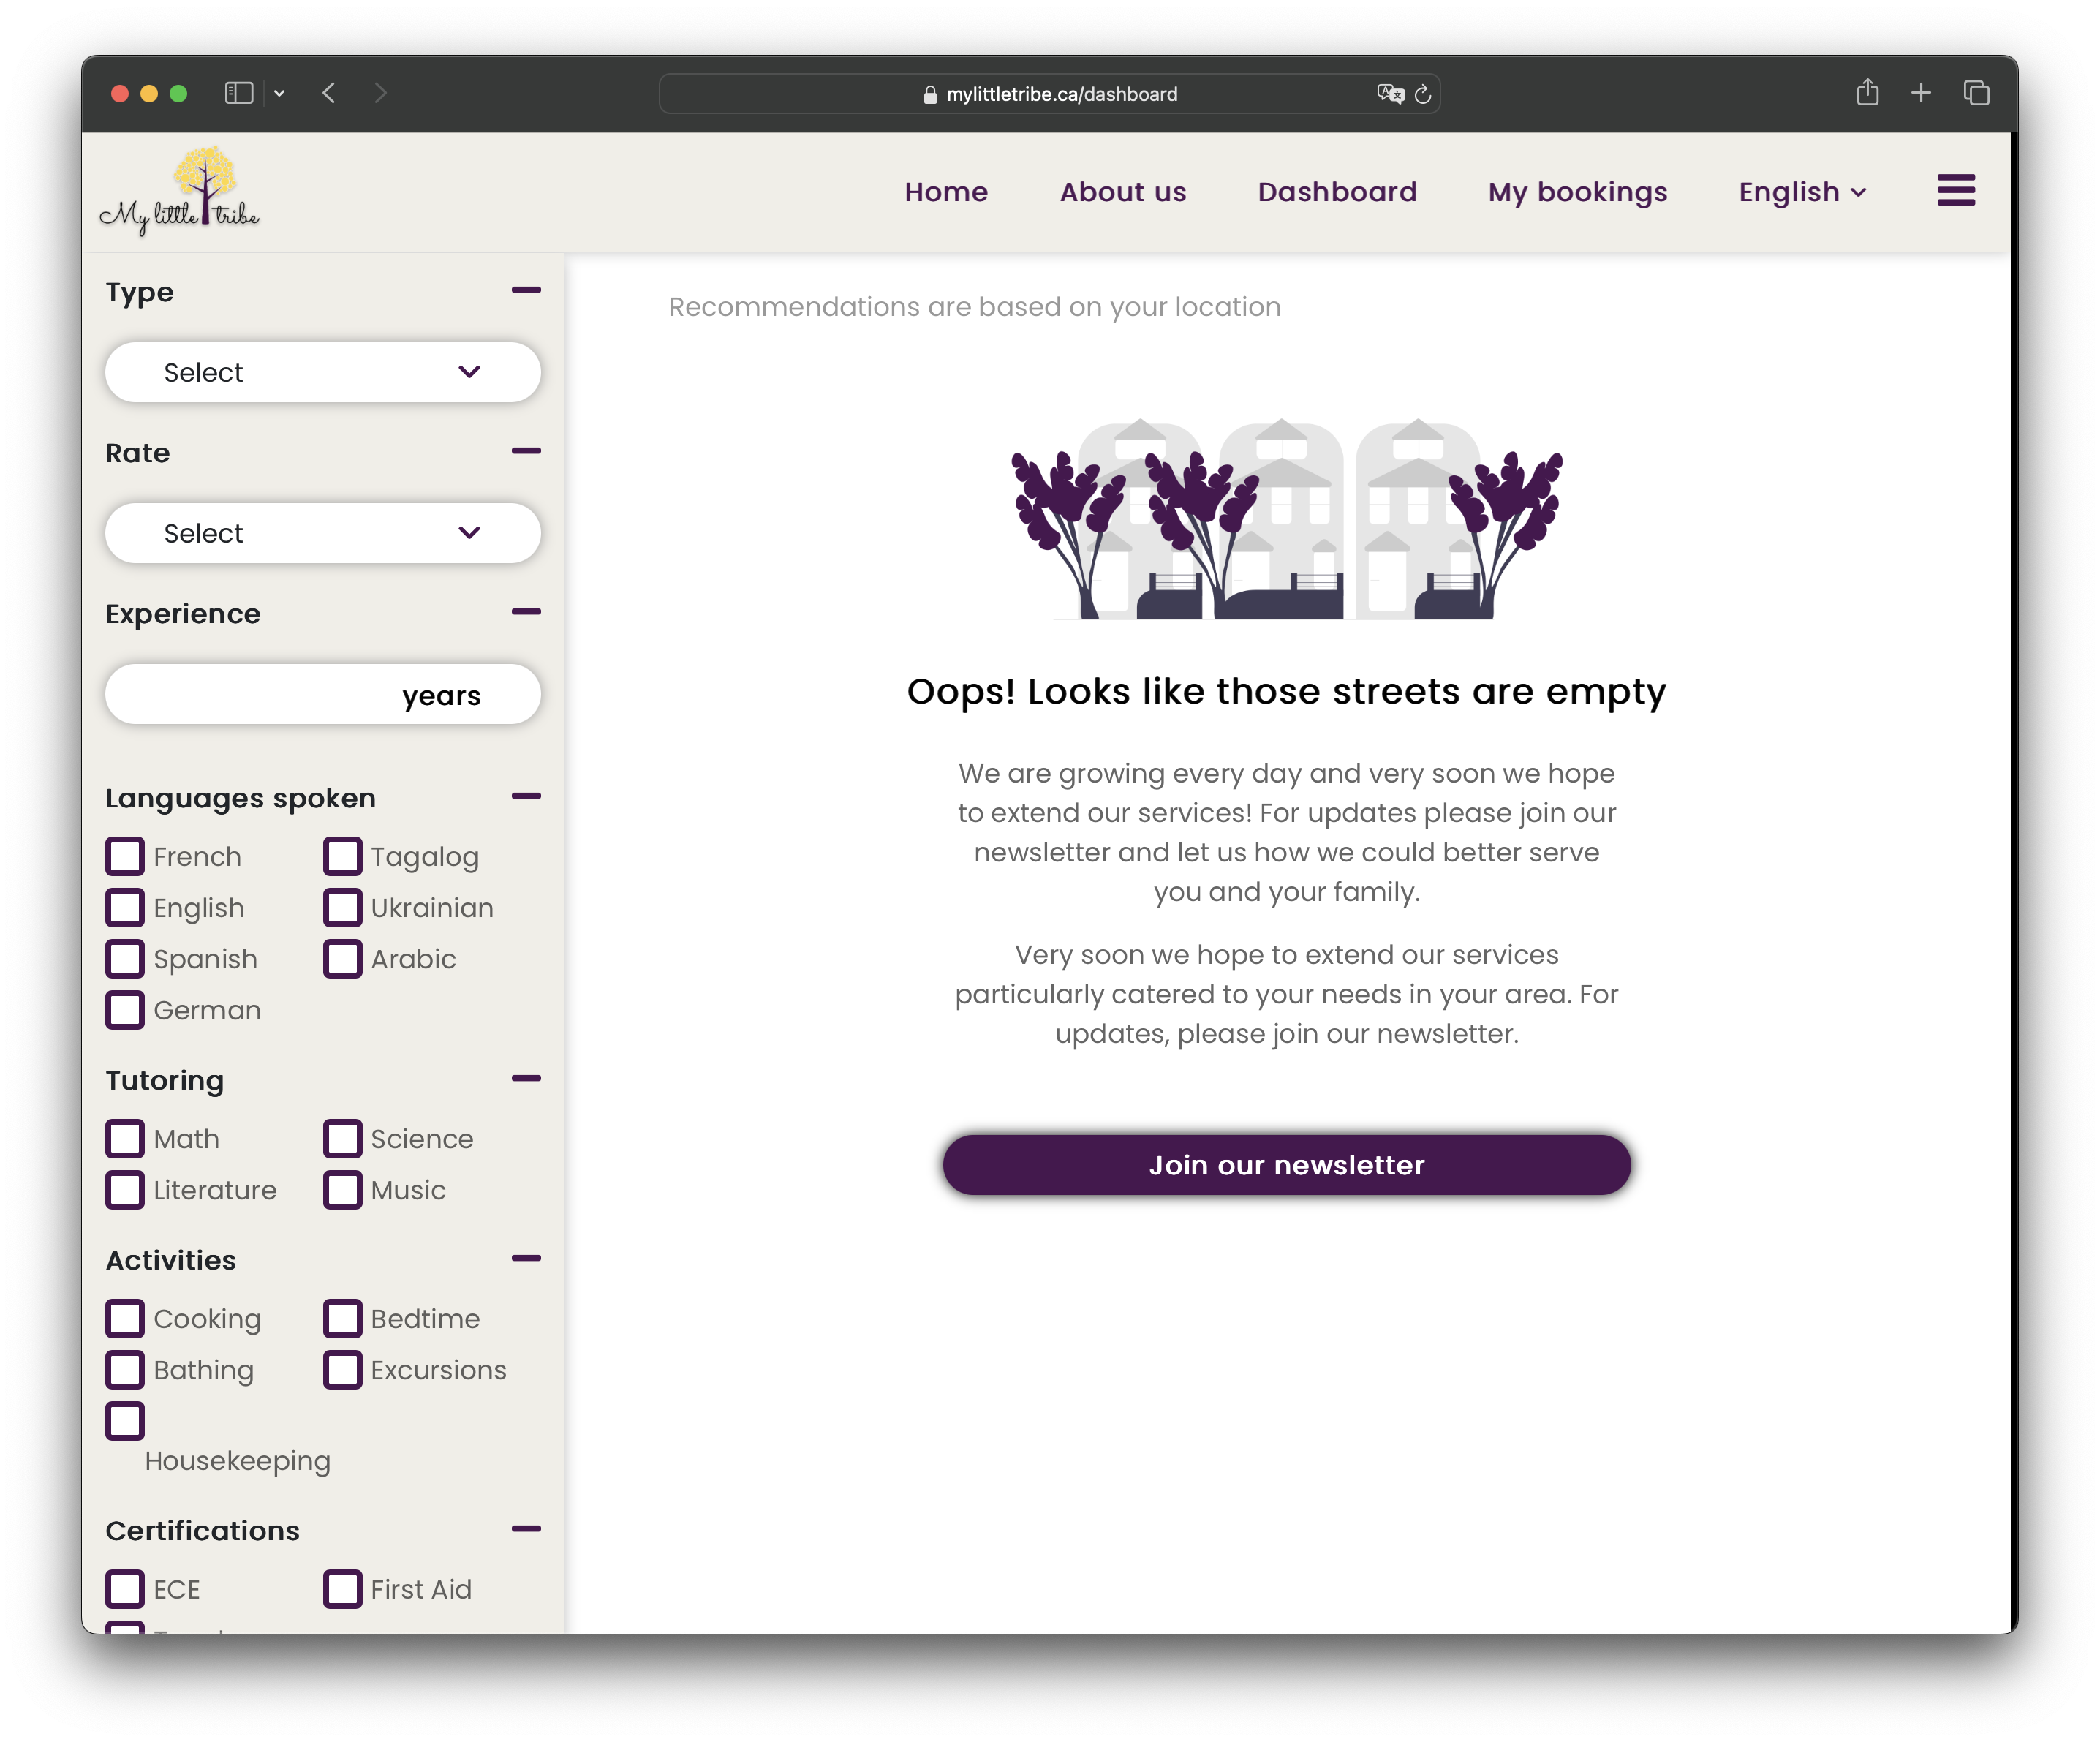 mylittletribe.ca/dashboard
My little tribe
Home About us Dashboard My bookings English
Type
Select
Rate
Select
Experience
years
Languages spoken
French Tagalog
English Ukrainian
Spanish Arabic
German
Tutoring
Math Science
Literature Music
Activities
Cooking Bedtime
Bathing Excursions
Housekeeping
Certifications
ECE First Aid
Recommendations are based on your location
Oops! Looks like those streets are empty
We are growing every day and very soon we hope
to extend our services! For updates please join our
newsletter and let us how we could better serve
you and your family.
Very soon we hope to extend our services
particularly catered to your needs in your area. For
updates, please join our newsletter.
Join our newsletter